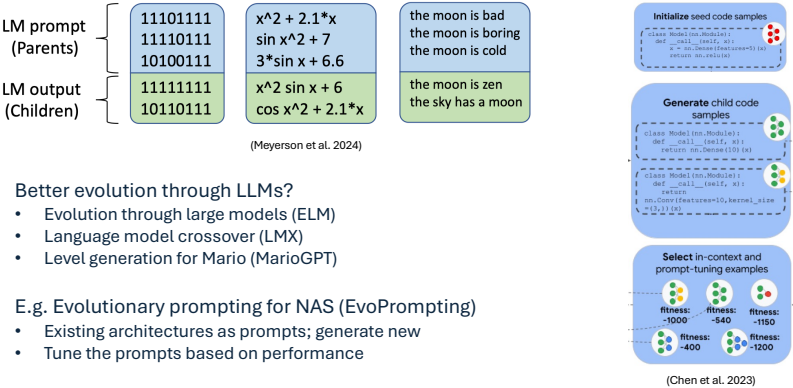 LM prompt
(Parents)
LM output
(Children)
11101111
11110111
10100111
11111111
10110111
x^2 + 2.1*x
sin x^2 + 7
3*sin x + 6.6
x^2 sin x + 6
cos x^2 + 2.1*x
the moon is bad
the moon is boring
the moon is cold
the moon is zen
the sky has a moon
(Meyerson et al. 2024)
Better evolution through LLMs?
• Evolution through large models (ELM)
• Language model crossover (LMX)
• Level generation for Mario (MarioGPT)
E.g. Evolutionary prompting for NAS (EvoPrompting)
• Existing architectures as prompts; generate new
• Tune the prompts based on performance
Initialize seed code samples
class Model(nn.Module):
def __call__(self, x):
x = nn.Dense(features=5)(x)
return nn.relu(x)
Generate child code
samples
class Model(nn.Module):
def __call__(self, x):
return nn.Dense(10)(x)
class Model(nn.Module):
def __call__(self, x):
return
nn.Conv(features=10,kernel_size
=(3,))(x)
Select in-context and
prompt-tuning examples
fitness:
-1000
fitness:
-540
fitness:
-1150
fitness:
-400
fitness:
-1200
(Chen et al. 2023)